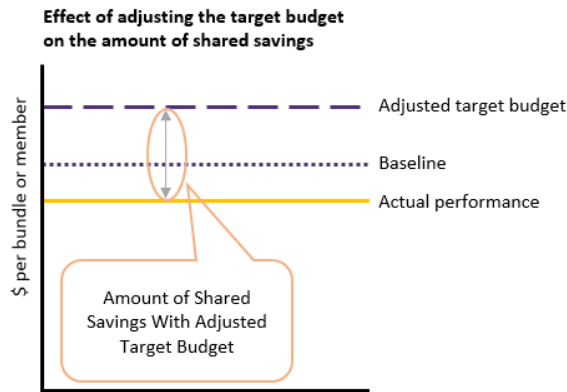 Effect of adjusting the target budget
on the amount of shared savings
$ per bundle or member
Adjusted target budget
Baseline
Actual performance
Amount of Shared
Savings With Adjusted
Target Budget